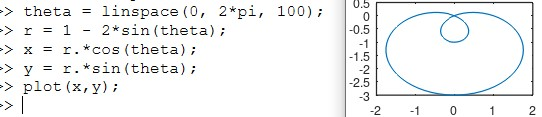 >> theta = linspace(0, 2*pi, 100);
>> r = 1 - 2*sin(theta);
>> x = r.*cos(theta);
>> y = r.*sin(theta);
>> plot(x,y);
>>
0.5
0
-0.5
-1
-1.5
-2
-2.5
-3
-2 -1 0 1 2